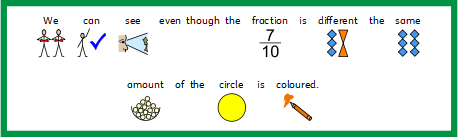 We can see even though the fraction is different the same
7
10
amount of the circle is coloured.